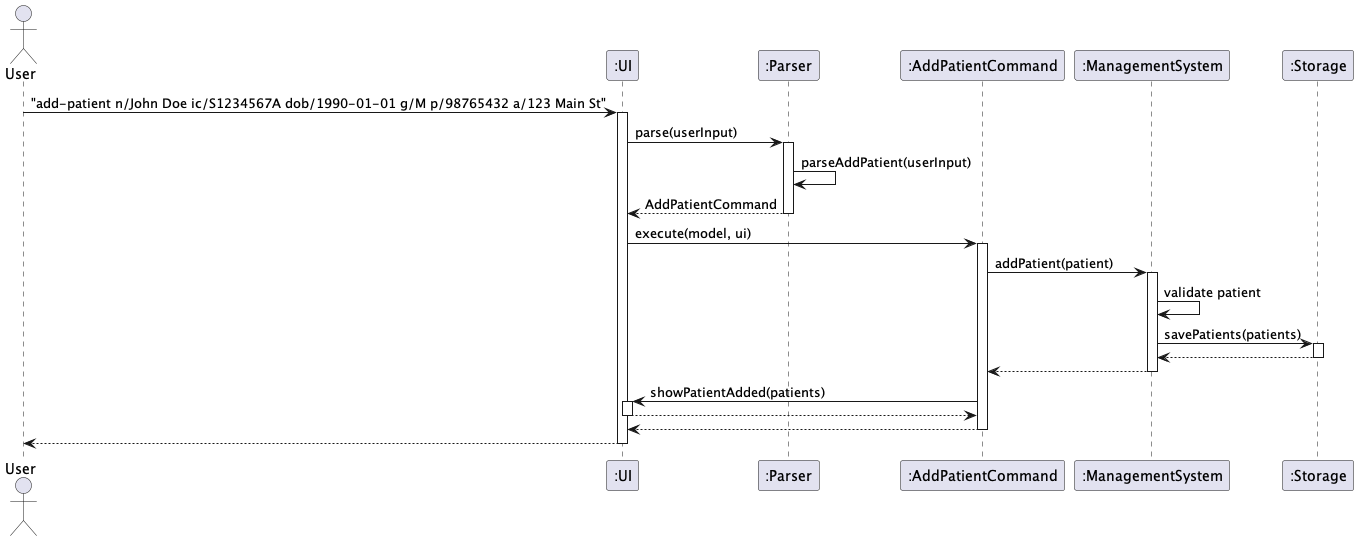 User
:UI
:Parser
:AddPatientCommand
:ManagementSystem
:Storage
"add-patient n/John Doe ic/S1234567A dob/1990-01-01 g/M p/98765432 a/123 Main St"
parse(userInput)
parseAddPatient(userInput)
AddPatientCommand
execute(model, ui)
addPatient(patient)
validate patient
savePatients(patients)
showPatientAdded(patients)
User
:UI
:Parser
:AddPatientCommand
:ManagementSystem
:Storage